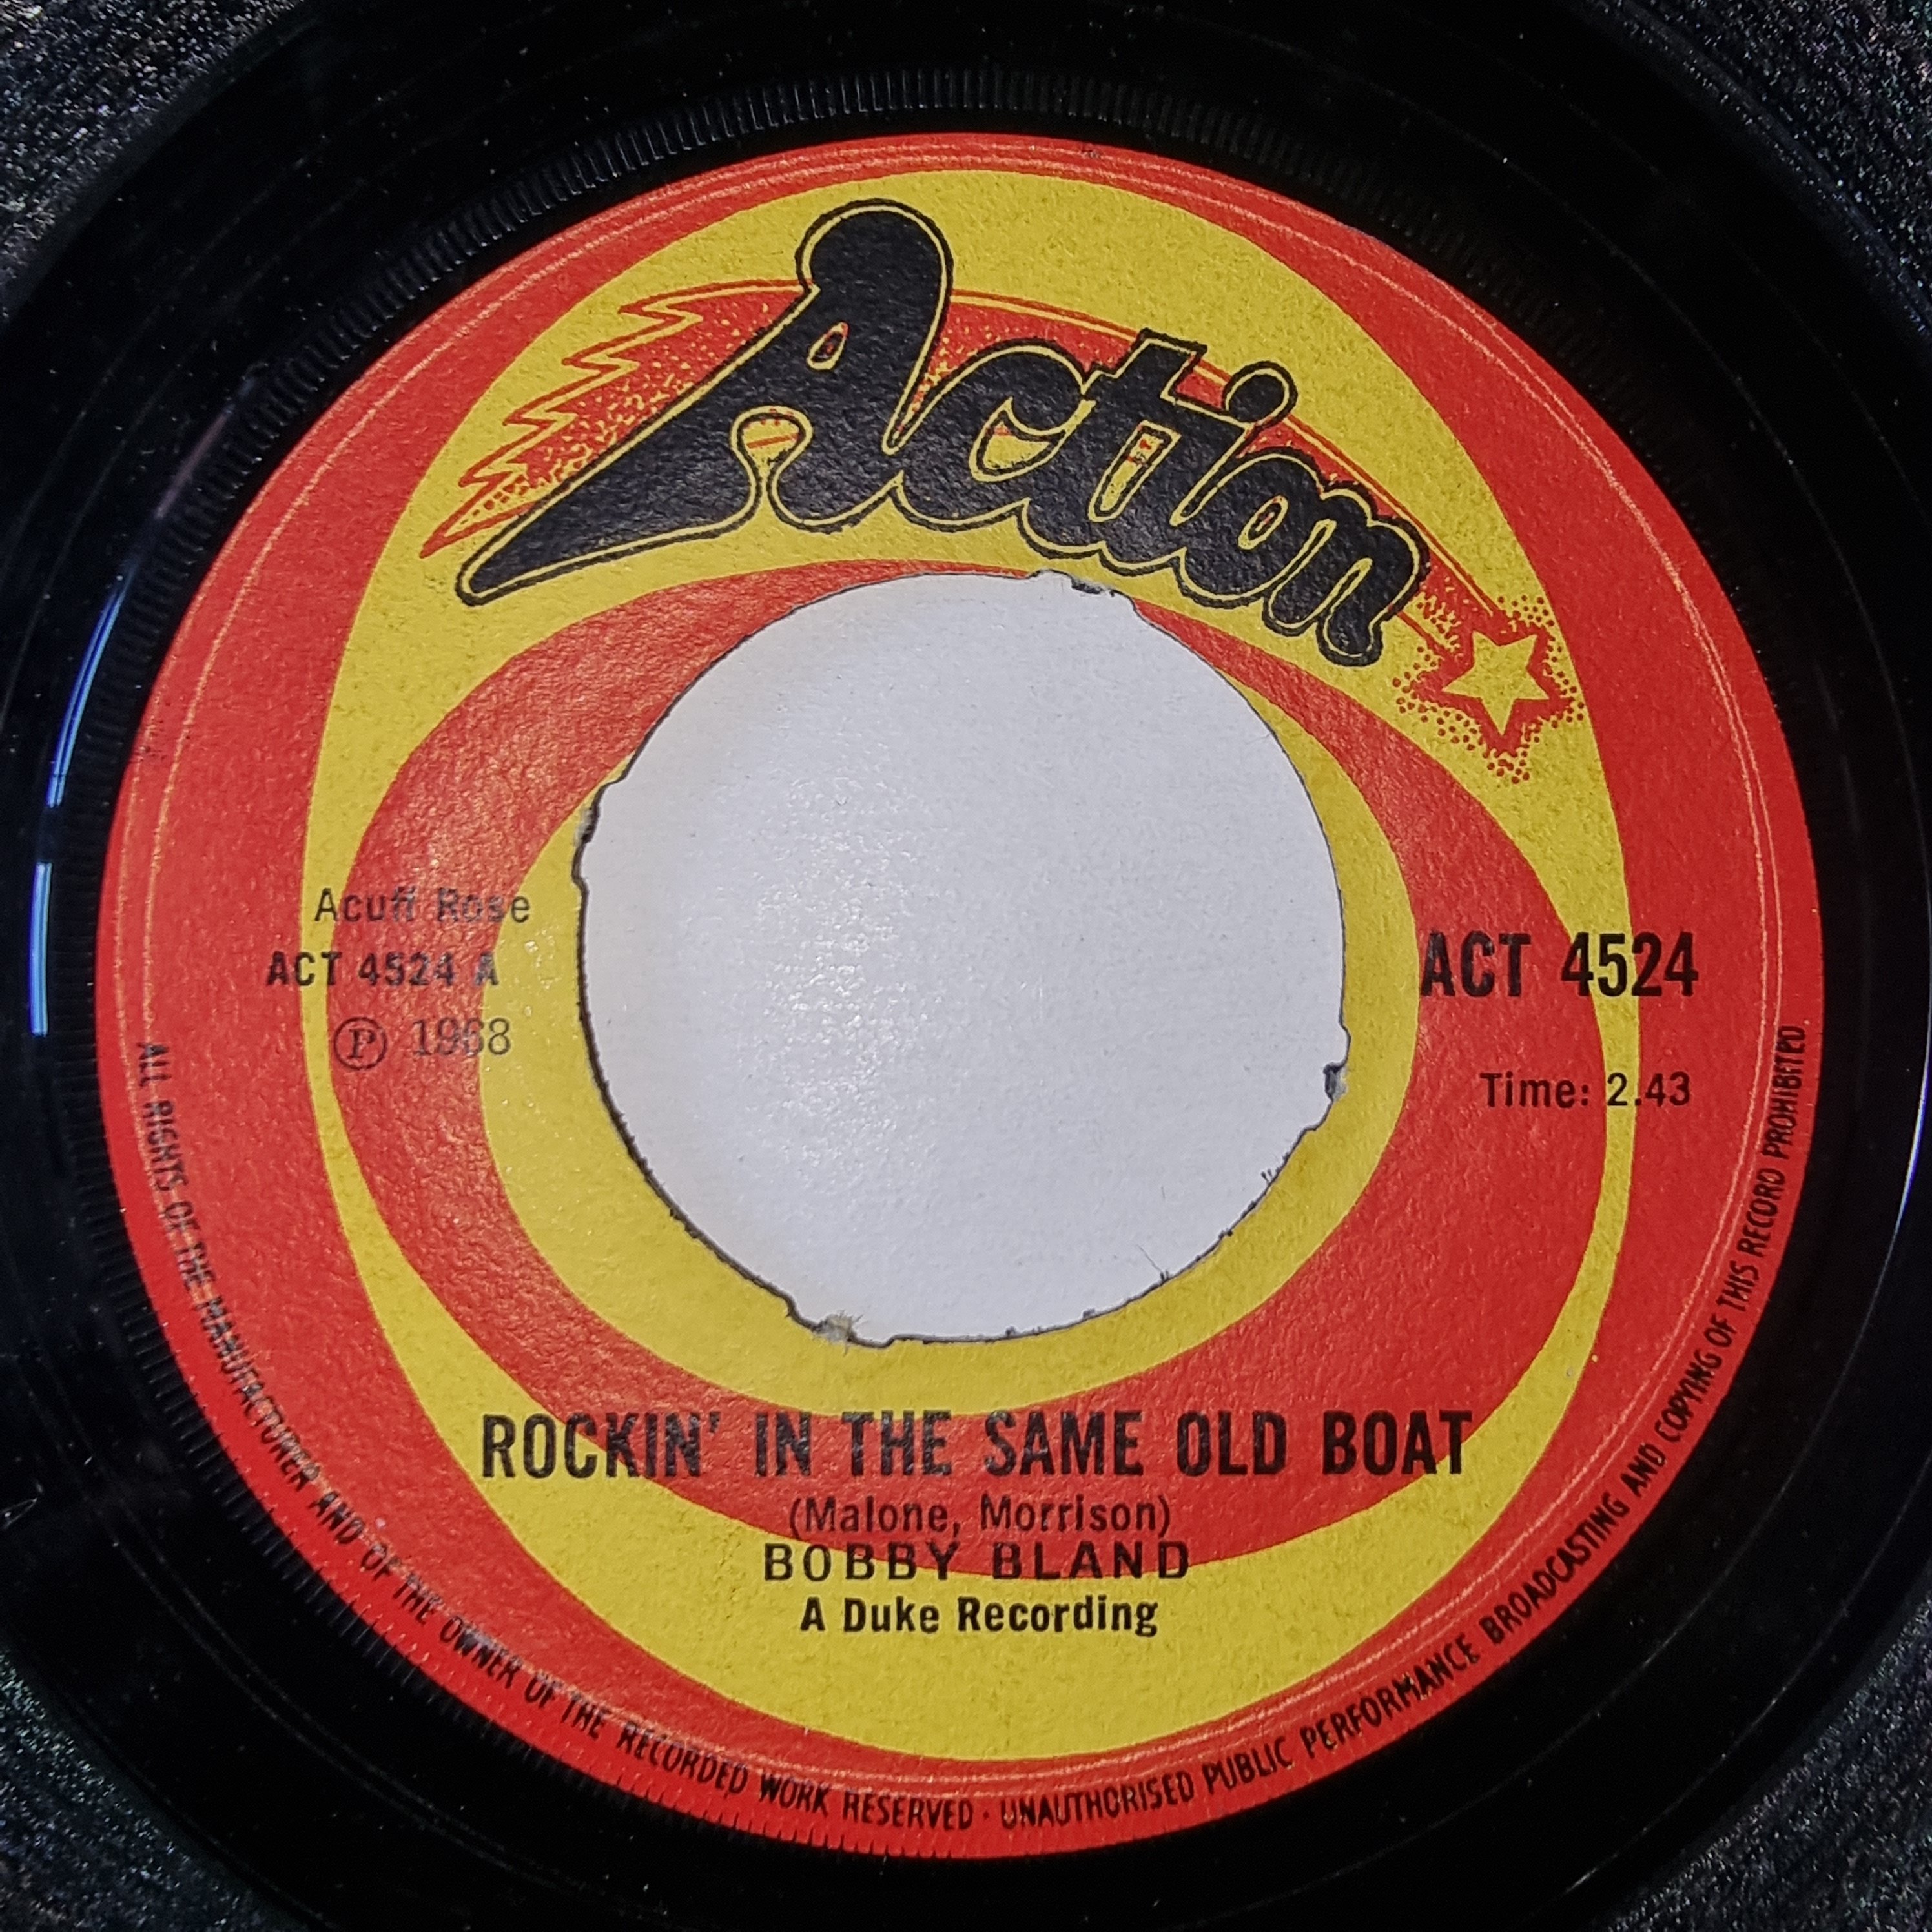 Action
Acuff Rose
ACT 4524 A
Ⓟ 1968
ACT 4524
Time: 2.43
ROCKIN' IN THE SAME OLD BOAT
(Malone, Morrison)
BOBBY BLAND
A Duke Recording
ALL RIGHTS OF THE MANUFACTURER AND OF THE OWNER OF THE RECORDED WORK RESERVED · UNAUTHORISED PUBLIC PERFORMANCE BROADCASTING AND COPYING OF THIS RECORD PROHIBITED